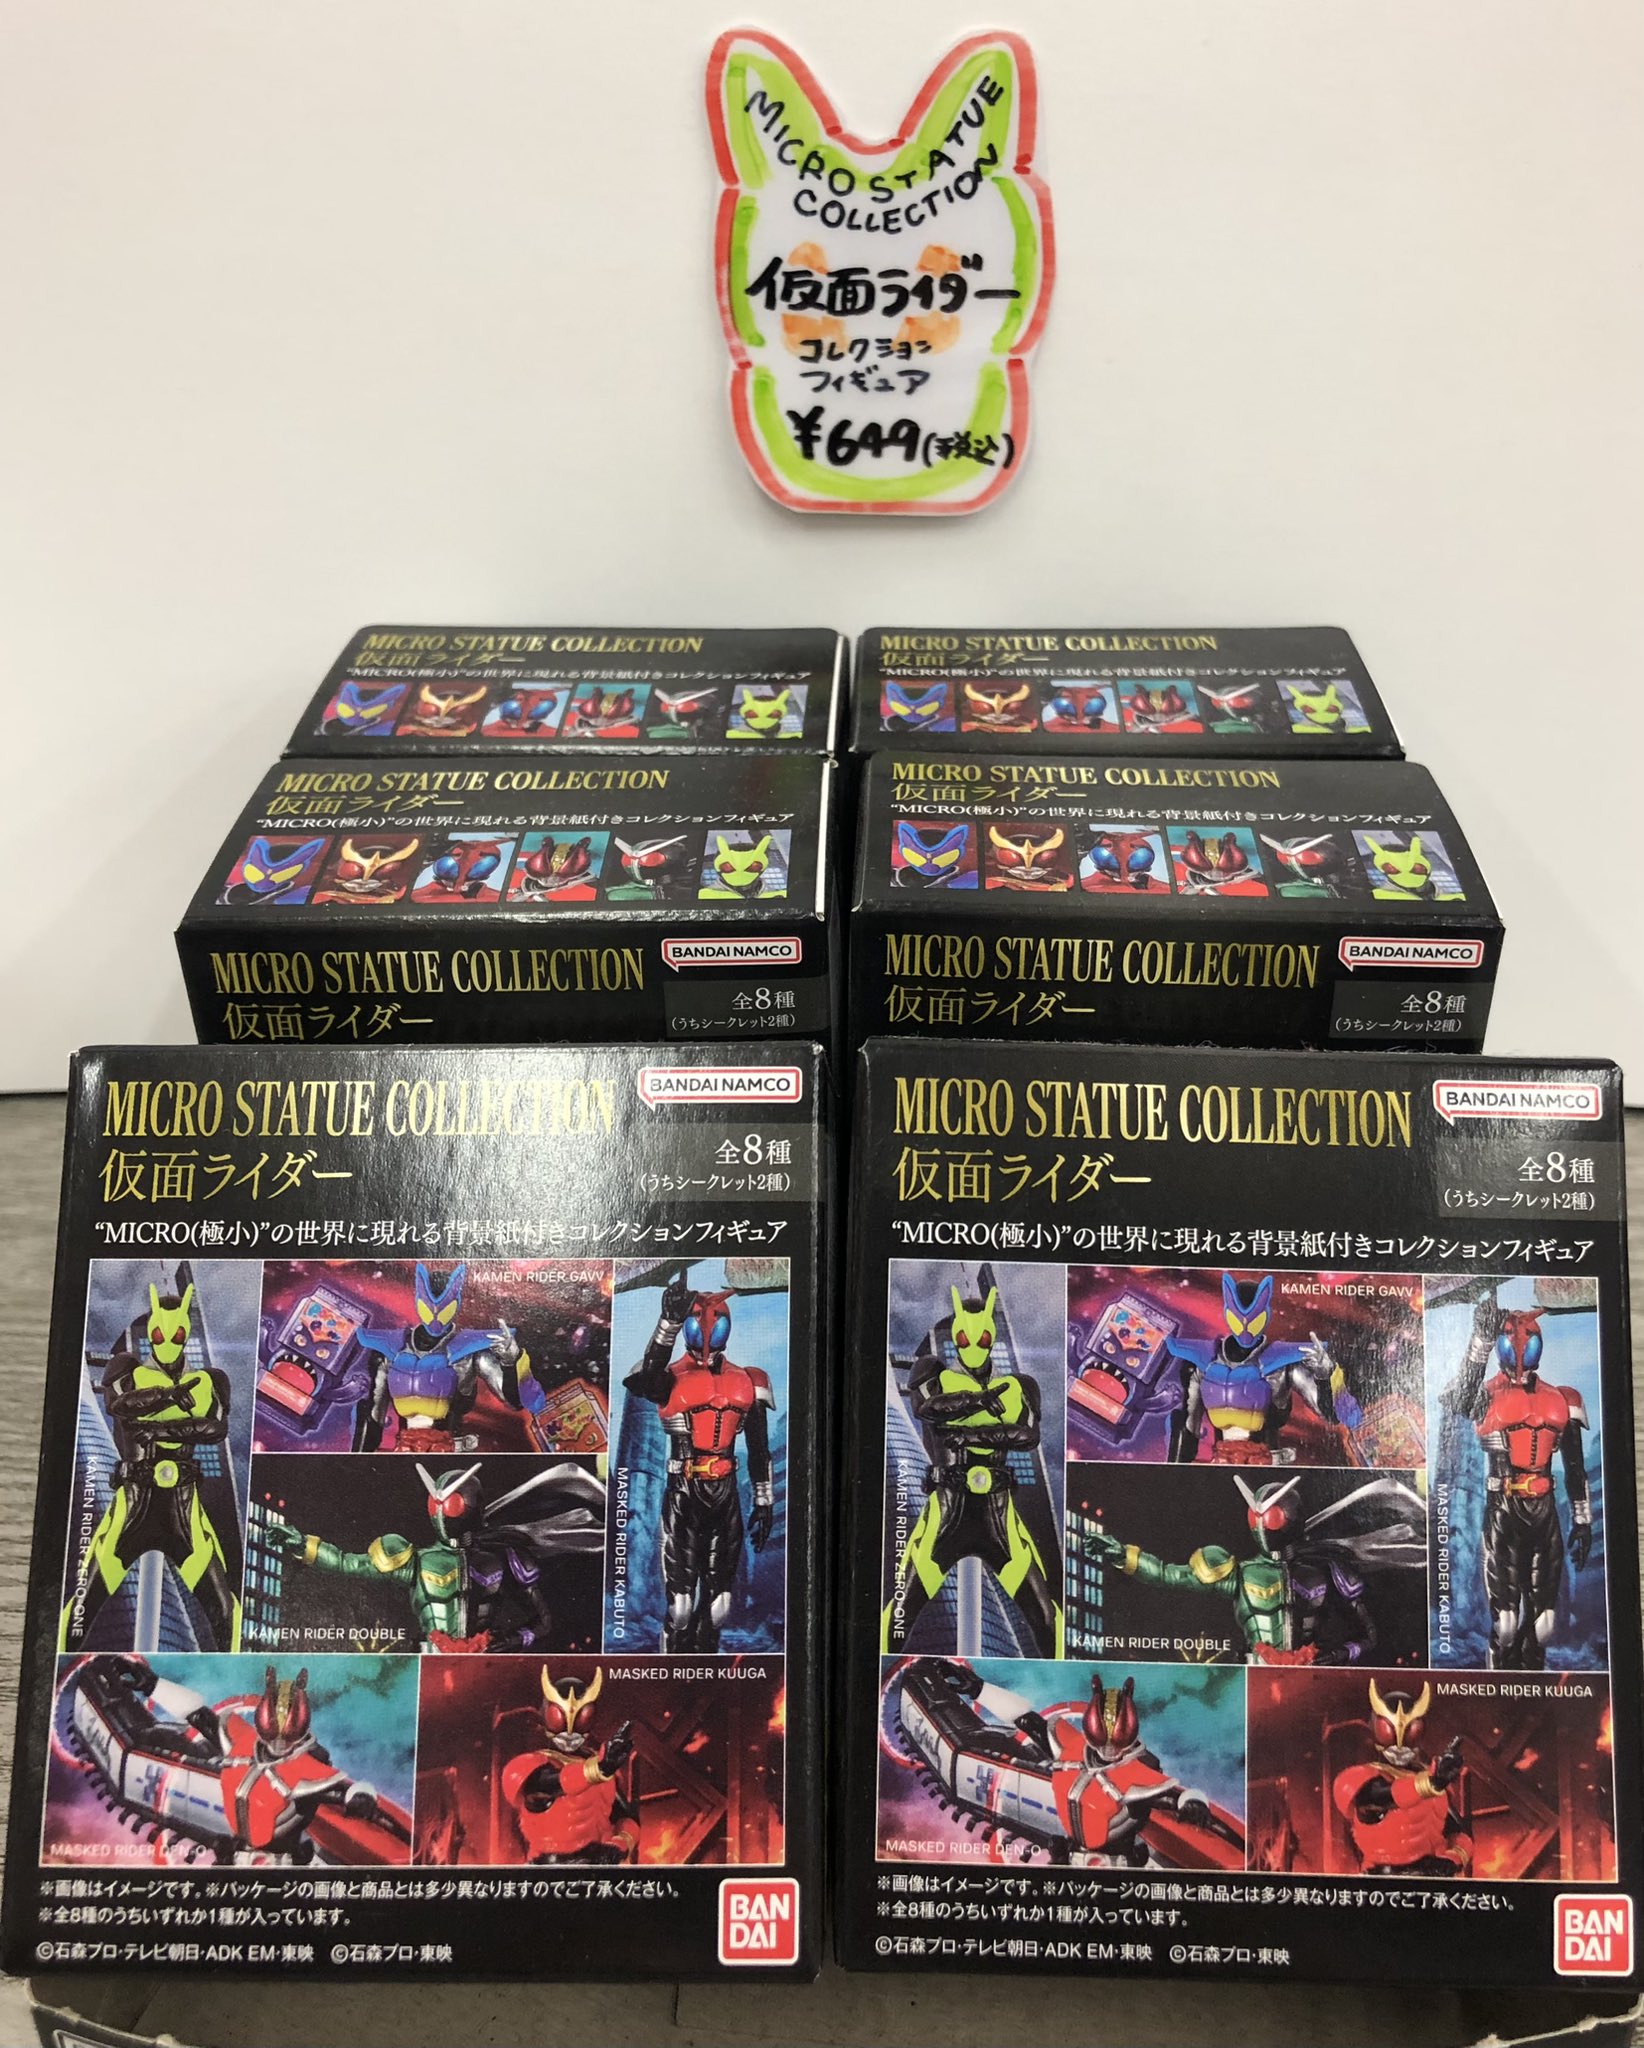 MICRO STATUE
COLLECTION
仮面ライダー
コレクション
フィギュア
¥649(税込)
MICRO STATUE COLLECTION
仮面ライダー
“MICRO(極小)”の世界に現れる背景紙付きコレクションフィギュア
MICRO STATUE COLLECTION
仮面ライダー
“MICRO(極小)”の世界に現れる背景紙付きコレクションフィギュア
MICRO STATUE COLLECTION
仮面ライダー
“MICRO(極小)”の世界に現れる背景紙付きコレクションフィギュア
MICRO STATUE COLLECTION
BANDAI NAMCO
仮面ライダー
全8種
(うちシークレット2種)
MICRO STATUE COLLECTION
仮面ライダー
“MICRO(極小)”の世界に現れる背景紙付きコレクションフィギュア
MICRO STATUE COLLECTION
BANDAI NAMCO
仮面ライダー
全8種
(うちシークレット2種)
MICRO STATUE COLLECTION
BANDAI NAMCO
仮面ライダー
全8種
(うちシークレット2種)
“MICRO(極小)”の世界に現れる背景紙付きコレクションフィギュア
KAMEN RIDER GAVV
KAMEN RIDER ZERO-ONE
MASKED RIDER KABUTO
KAMEN RIDER DOUBLE
MASKED RIDER KUUGA
MASKED RIDER DEN-O
※画像はイメージです。※パッケージの画像と商品とは多少異なりますのでご了承ください。
※全8種のうちいずれか1種が入っています。
©石森プロ・テレビ朝日・ADK EM・東映 ©石森プロ・東映
BAN
DAI
MICRO STATUE COLLECTION
BANDAI NAMCO
仮面ライダー
全8種
(うちシークレット2種)
“MICRO(極小)”の世界に現れる背景紙付きコレクションフィギュア
KAMEN RIDER GAVV
KAMEN RIDER ZERO-ONE
MASKED RIDER KABUTO
KAMEN RIDER DOUBLE
MASKED RIDER KUUGA
MASKED RIDER DEN-O
※画像はイメージです。※パッケージの画像と商品とは多少異なりますのでご了承ください。
※全8種のうちいずれか1種が入っています。
©石森プロ・テレビ朝日・ADK EM・東映 ©石森プロ・東映
BAN
DAI